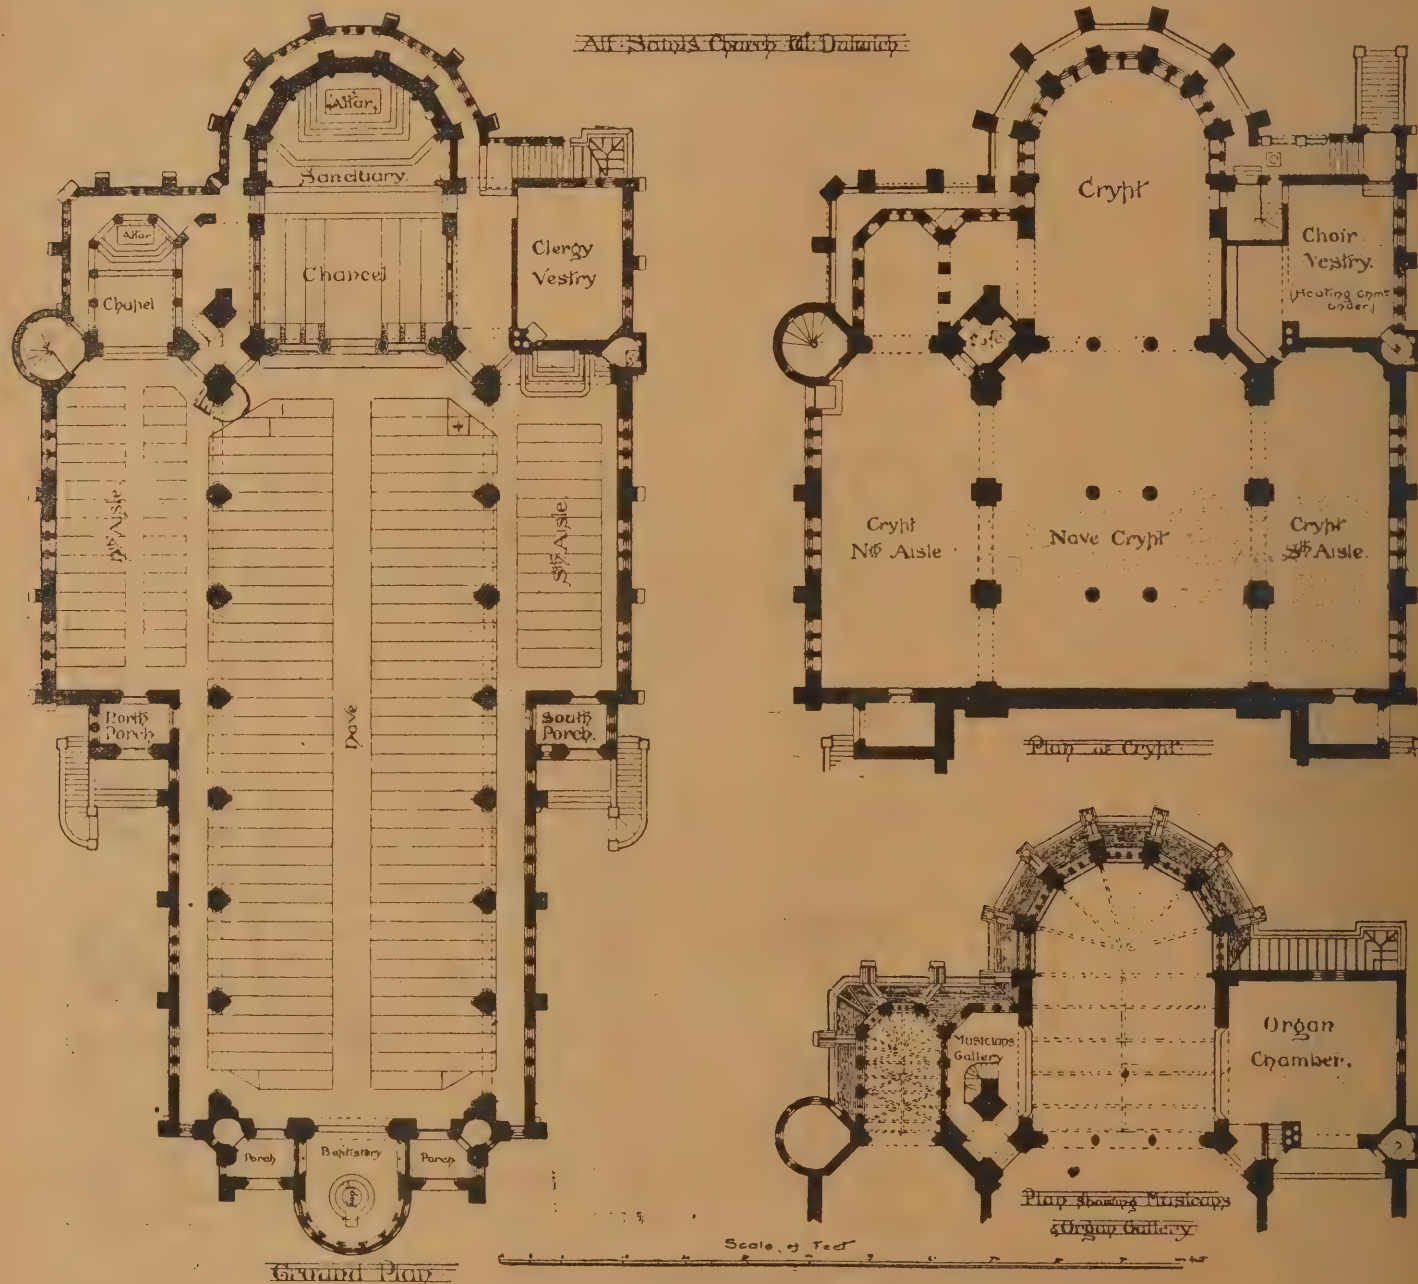 All Saints Church W. Dulwich
Altar
Sanctuary.
Altar
Chapel
Chancel
Clergy
Vestry
Nth Aisle.
Sth Aisle.
Nave
North
Porch
South
Porch.
Porch
Baptistery
Porch
Font
Ground Plan
Crypt
Choir
Vestry.
(Heating Chmr
under)
Safe
Crypt
Nth Aisle
Nave Crypt
Crypt
Sth Aisle.
Plan of Crypt.
Musicians
Gallery
Organ
Chamber.
Plan showing Musicans
& Organ Gallery
Scale of Feet